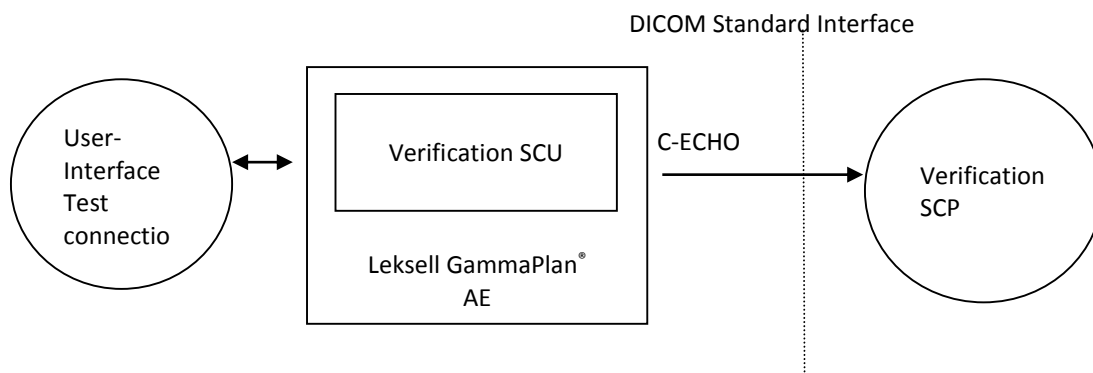 DICOM Standard Interface
User-
Interface
Test
connectio
Verification SCU
Leksell GammaPlan®
AE
C-ECHO
Verification
SCP